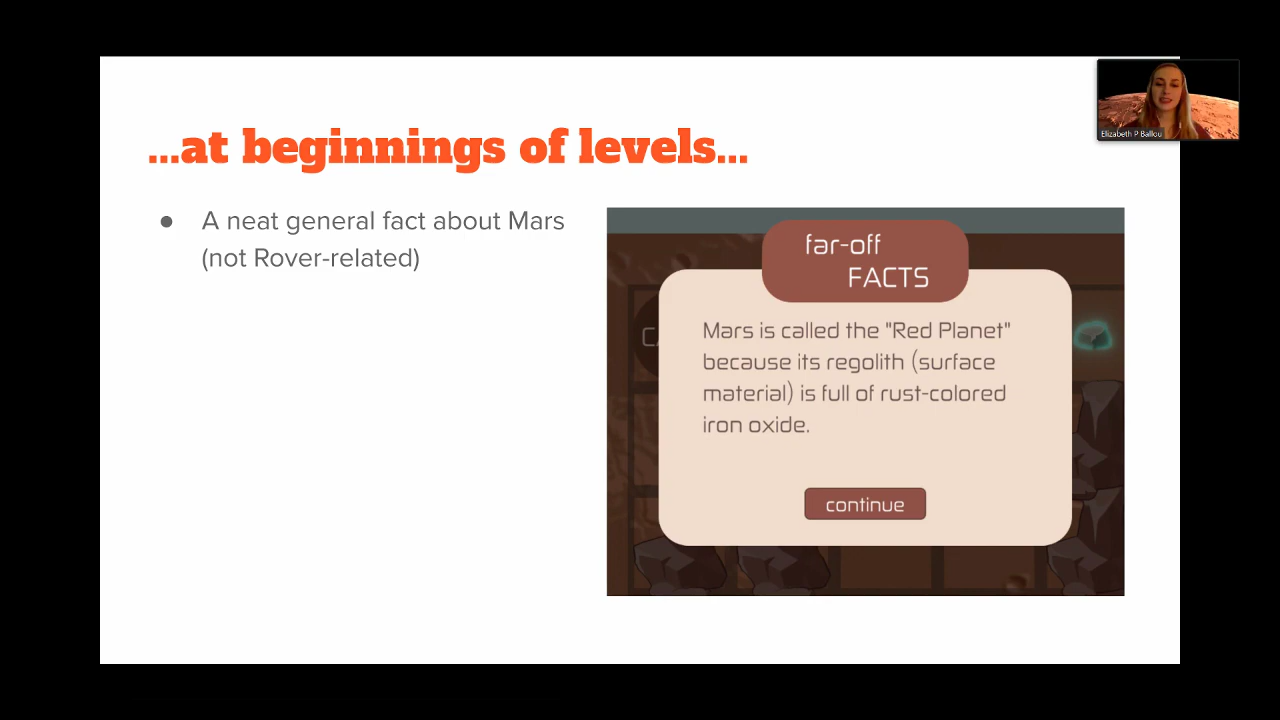 ...at beginnings of levels...
● A neat general fact about Mars
(not Rover-related)
far-off
FACTS
Mars is called the "Red Planet"
because its regolith (surface
material) is full of rust-colored
iron oxide.
continue
Elizabeth P Ballou